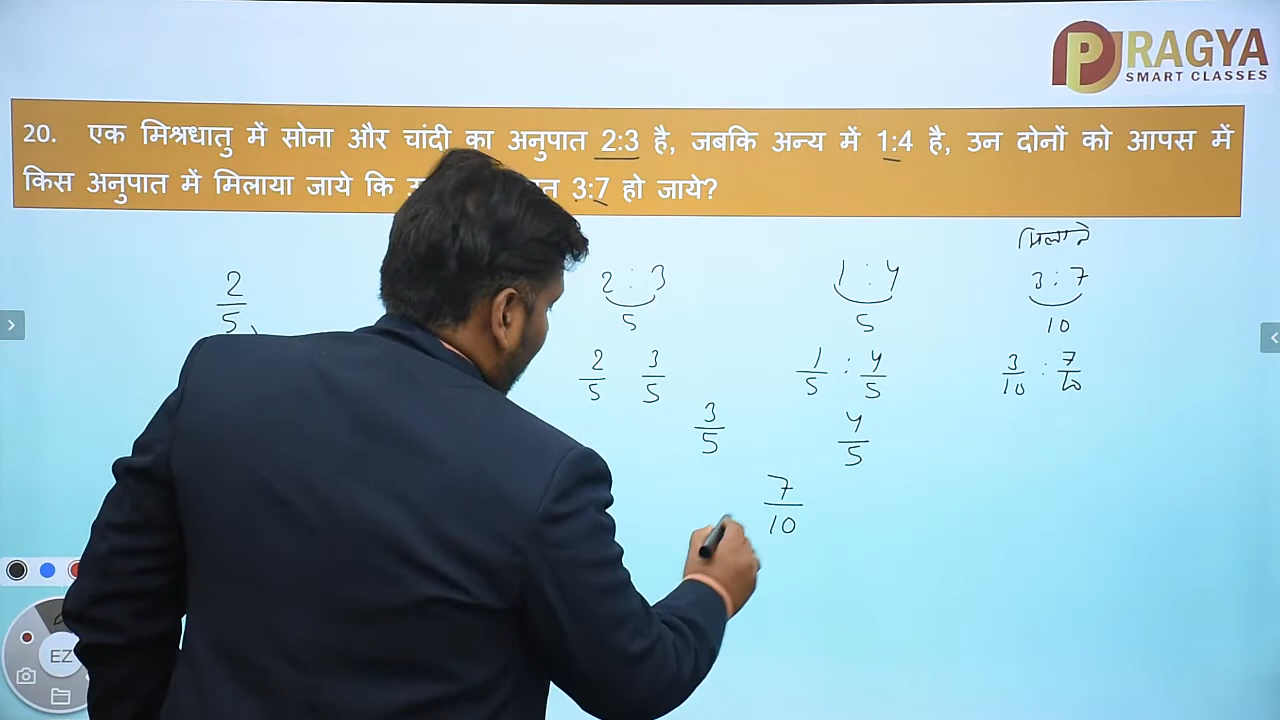 PRAGYA
SMART CLASSES
20. एक मिश्रधातु में सोना और चांदी का अनुपात 2:3 है, जबकि अन्य में 1:4 है, उन दोनों को आपस में
किस अनुपात में मिलाया जाये कि 3:7 हो जाये?
मिलाने
2 : 3 1 : 4 3 : 7
5 5 10
2/5
2/5 3/5 1/5 : 4/5 3/10 : 7/10
3/5 4/5
7/10
EZ